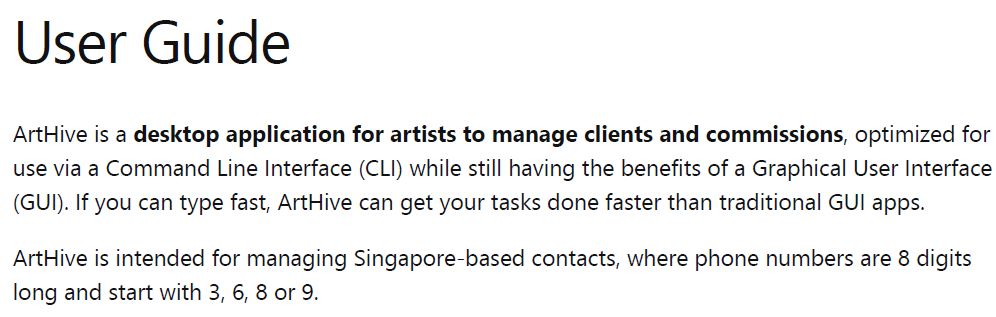 User Guide
ArtHive is a desktop application for artists to manage clients and commissions, optimized for
use via a Command Line Interface (CLI) while still having the benefits of a Graphical User Interface
(GUI). If you can type fast, ArtHive can get your tasks done faster than traditional GUI apps.
ArtHive is intended for managing Singapore-based contacts, where phone numbers are 8 digits
long and start with 3, 6, 8 or 9.